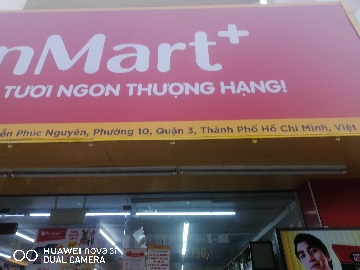 nMart+
TƯƠI NGON THƯỢNG HẠNG!
ễn Phúc Nguyên, Phường 10, Quận 3, Thành Phố Hồ Chí Minh, Việt
HUAWEI nova 3i
DUAL CAMERA